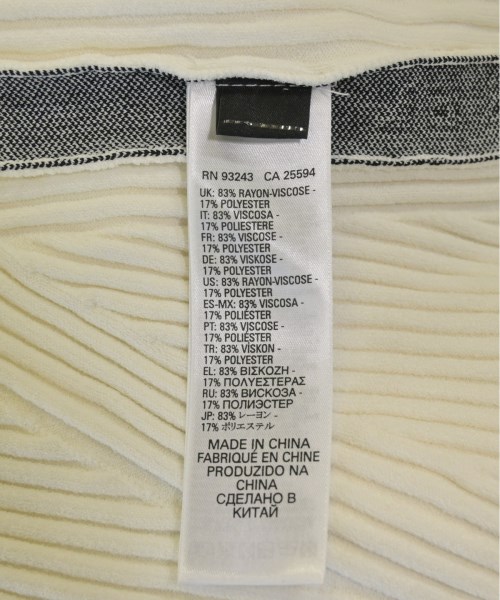 RN 93243 CA 25594
UK: 83% RAYON-VISCOSE -
17% POLYESTER
IT: 83% VISCOSA -
17% POLIESTERE
FR: 83% VISCOSE -
17% POLYESTER
DE: 83% VISKOSE -
17% POLYESTER
US: 83% RAYON-VISCOSE -
17% POLYESTER
ES-MX: 83% VISCOSA -
17% POLIÉSTER
PT: 83% VISCOSE -
17% POLIÉSTER
TR: 83% VİSKON -
17% POLYESTER
EL: 83% ΒΙΣΚΟΖΗ -
17% ΠΟΛΥΕΣΤΕΡΑΣ
RU: 83% ВИСКОЗА -
17% ПОЛИЭСТЕР
JP: 83% レーヨン -
17% ポリエステル
MADE IN CHINA
FABRIQUÉ EN CHINE
PRODUZIDO NA
CHINA
СДЕЛАНО В
КИТАЙ